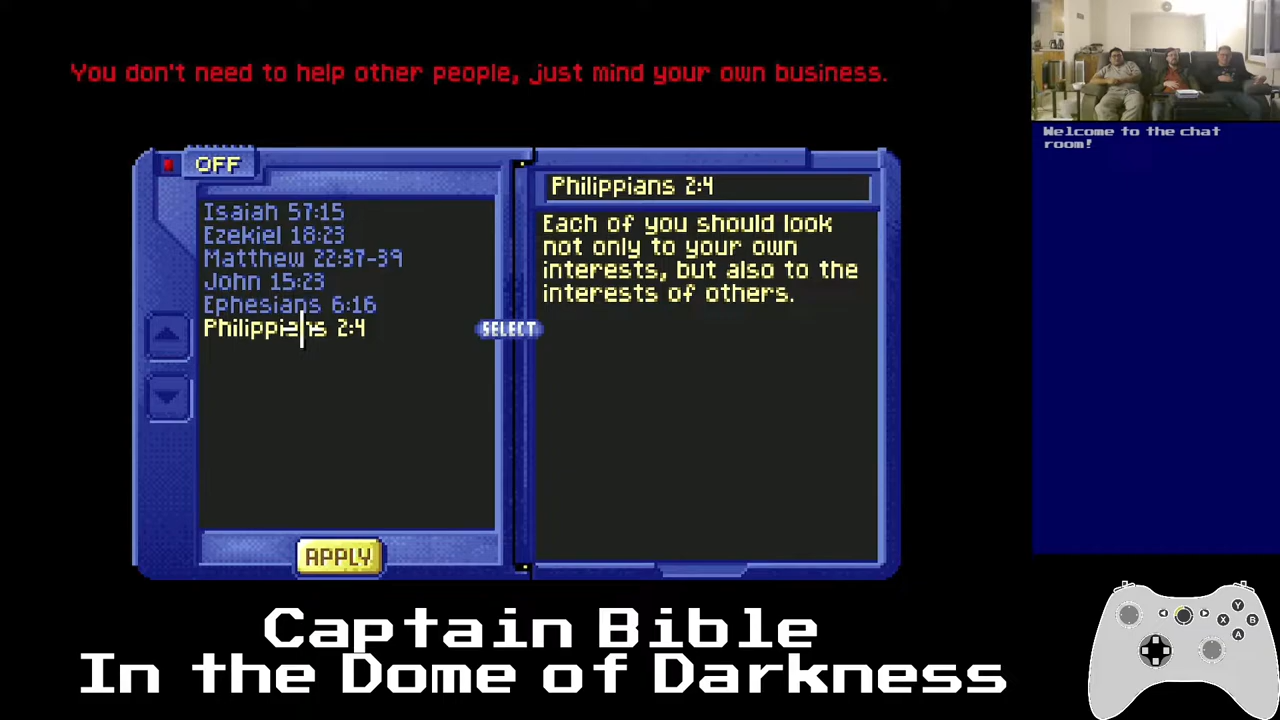 You don't need to help other people, just mind your own business.
Welcome to the chat
room!
OFF
Philippians 2:4
Isaiah 57:15
Ezekiel 18:23
Matthew 22:37-39
John 15:23
Ephesians 6:16
Philippians 2:4
Each of you should look
not only to your own
interests, but also to the
interests of others.
SELECT
APPLY
Captain Bible
In the Dome of Darkness
Y
X
B
A